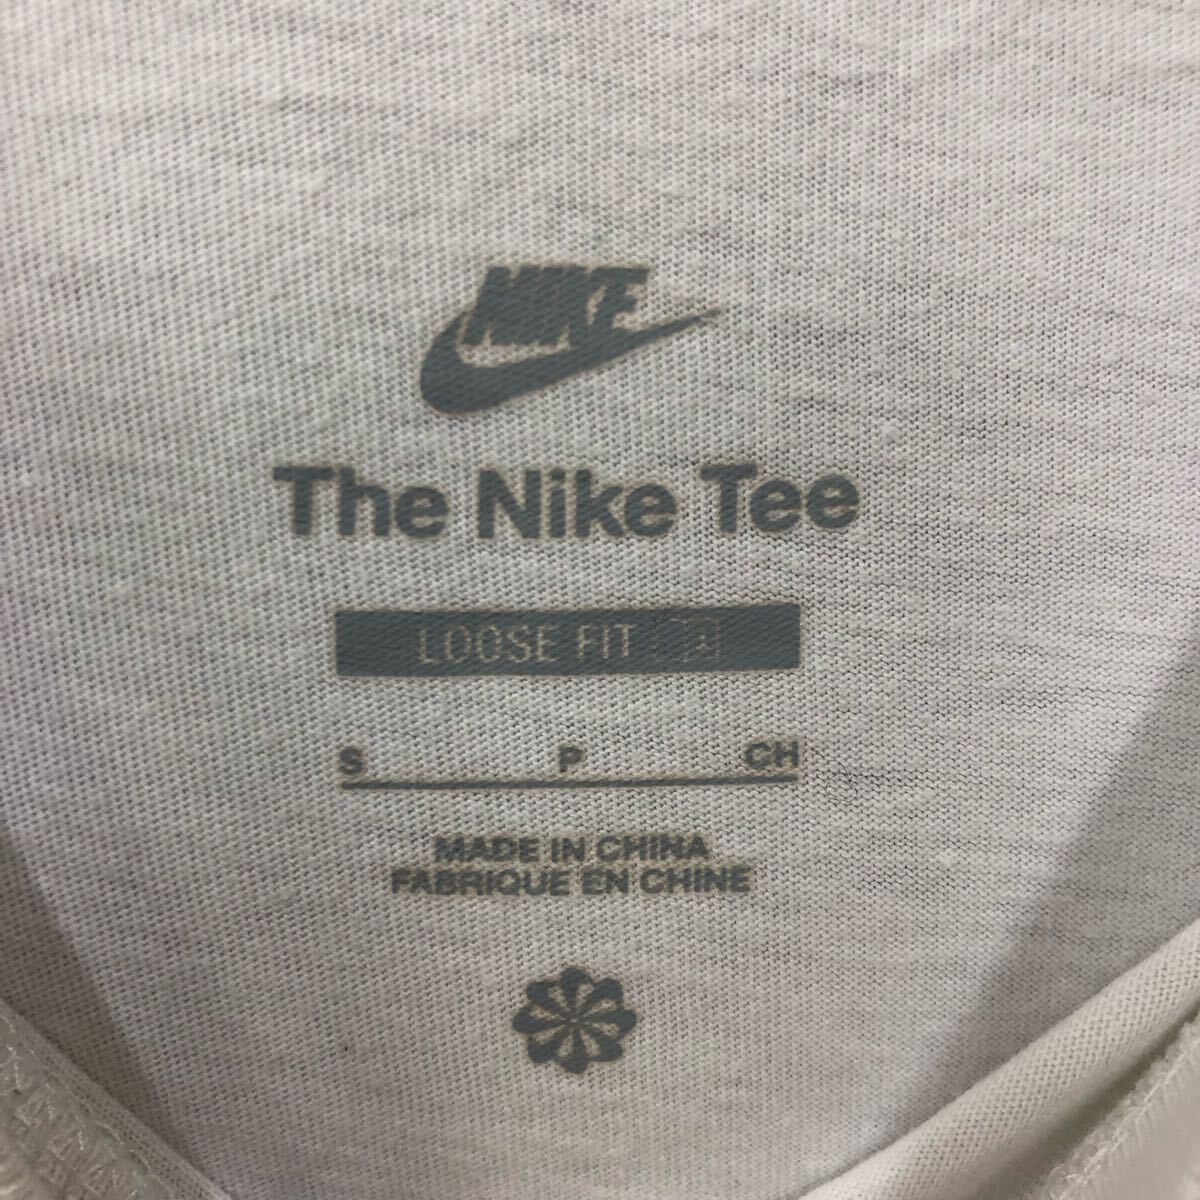 NIKE
The Nike Tee
LOOSE FIT
S P CH
MADE IN CHINA
FABRIQUE EN CHINE